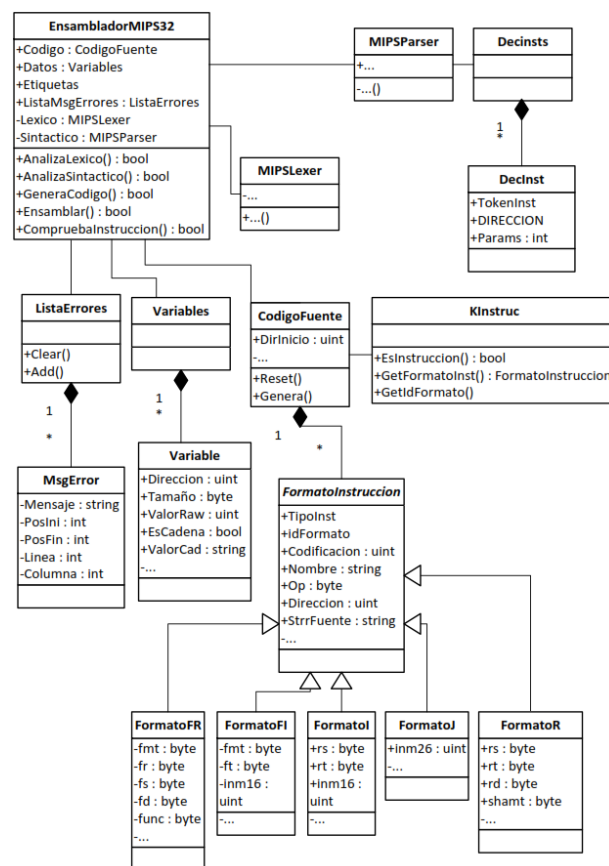 EnsambladorMIPS32
+Codigo : CodigoFuente
+Datos : Variables
+Etiquetas
+ListaMsgErrores : ListaErrores
-Lexico : MIPSLexer
-Sintactico : MIPSParser
+AnalizaLexico() : bool
+AnalizaSintactico() : bool
+GeneraCodigo() : bool
+Ensamblar() : bool
+CompruebaInstruccion() : bool
MIPSParser
+...
-...()
Decinsts
1
*
DecInst
+TokenInst
+DIRECCION
+Params : int
MIPSLexer
-...
+...()
ListaErrores
+Clear()
+Add()
1
*
MsgError
-Mensaje : string
-PosIni : int
-PosFin : int
-Linea : int
-Columna : int
Variables
1
*
Variable
+Direccion : uint
+Tamaño : byte
+ValorRaw : uint
+EsCadena : bool
+ValorCad : string
-...
CodigoFuente
+DirInicio : uint
-...
+Reset()
+Genera()
1
*
KInstruc
+EsInstruccion() : bool
+GetFormatoInst() : FormatoInstruccion
+GetIdFormato()
FormatoInstruccion
+TipoInst
+idFormato
+Codificacion : uint
+Nombre : string
+Op : byte
+Direccion : uint
+StrrFuente : string
-...
FormatoFR
-fmt : byte
-fr : byte
-fs : byte
-fd : byte
-func : byte
-...
FormatoFI
-fmt : byte
-ft : byte
-inm16 :
uint
-...
FormatoI
+rs : byte
+rt : byte
+inm16 :
uint
-...
FormatoJ
+inm26 : uint
-...
FormatoR
+rs : byte
+rt : byte
+rd : byte
+shamt : byte
-...